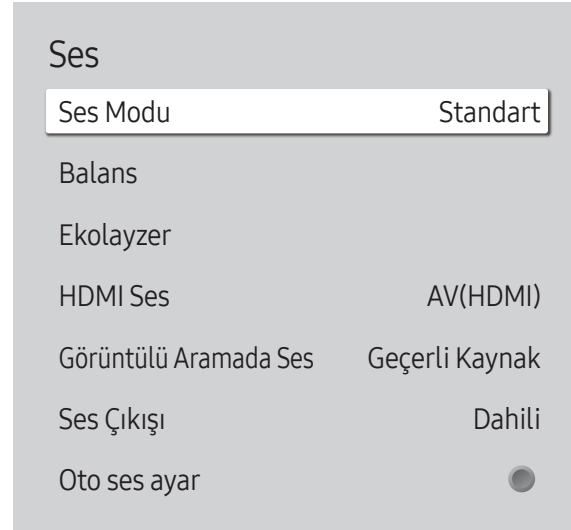 Ses
Ses Modu Standart
Balans
Ekolayzer
HDMI Ses AV(HDMI)
Görüntülü Aramada Ses Geçerli Kaynak
Ses Çıkışı Dahili
Oto ses ayar